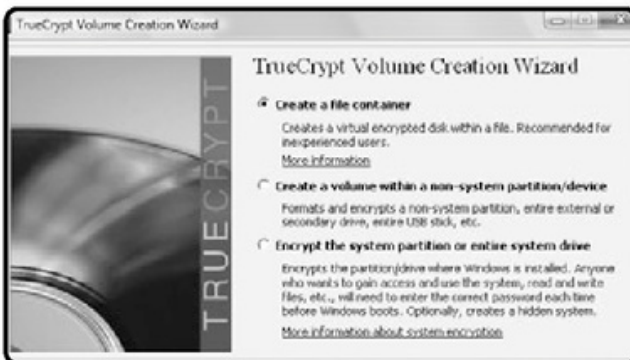 TrueCrypt Volume Creation Wizard
TRUECRYPT
TrueCrypt Volume Creation Wizard
Create a file container
Creates a virtual encrypted disk within a file. Recommended for
inexperienced users.
More information
Create a volume within a non-system partition/device
Formats and encrypts a non-system partition, entire external or
secondary drive, entire USB stick, etc.
Encrypt the system partition or entire system drive
Encrypts the partition/drive where Windows is installed. Anyone
who wants to gain access and use the system, read and write
files, etc., will need to enter the correct password each time
before Windows boots. Optionally, creates a hidden system.
More information about system encryption